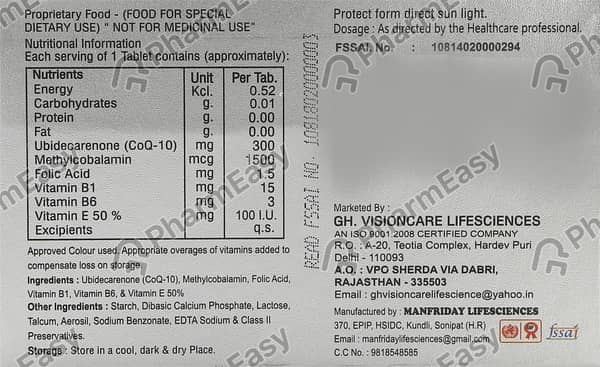 Proprietary Food - (FOOD FOR SPECIAL
DIETARY USE) " NOT FOR MEDICINAL USE"
Nutritional Information
Each serving of 1 Tablet contains (approximately):
Nutrients Unit Per Tab.
Energy Kcl. 0.52
Carbohydrates g. 0.01
Protein g. 0.00
Fat g. 0.00
Ubidecarenone (CoQ-10) mg 300
Methylcobalamin mcg 1500
Folic Acid mg 1.5
Vitamin B1 mg 15
Vitamin B6 mg 3
Vitamin E 50 % mg 100 I.U.
Excipients q.s.
Approved Colour used. Appropriate overages of vitamins added to
compensate loss on storage.
Ingredients : Ubidecarenone (CoQ-10), Methylcobalamin, Folic Acid,
Vitamin B1, Vitamin B6, & Vitamin E 50%
Other Ingredients : Starch, Dibasic Calcium Phosphate, Lactose,
Talcum, Aerosil, Sodium Benzonate, EDTA Sodium & Class II
Preservatives.
Storage : Store in a cool, dark & dry Place.
READ FSSAI NO. 10818020000003
Protect form direct sun light.
Dosage : As directed by the Healthcare professional.
FSSAI. No. : 10814020000294
Marketed By :
GH. VISIONCARE LIFESCIENCES
AN ISO 9001:2008 CERTIFIED COMPANY
R.O. : A-20, Teotia Complex, Hardev Puri
Delhi - 110093
A.O. : VPO SHERDA VIA DABRI,
RAJASTHAN - 335503
Email : ghvisioncarelifescience@yahoo.in
Manufactured by : MANFRIDAY LIFESCIENCES
370, EPIP, HSIDC, Kundli, Sonipat (H.R)
Email : manfridaylifesciences@gmail.com
C.C No : 9818548585
fssai
PharmEasy
PharmEasy
PharmEasy
PharmEasy